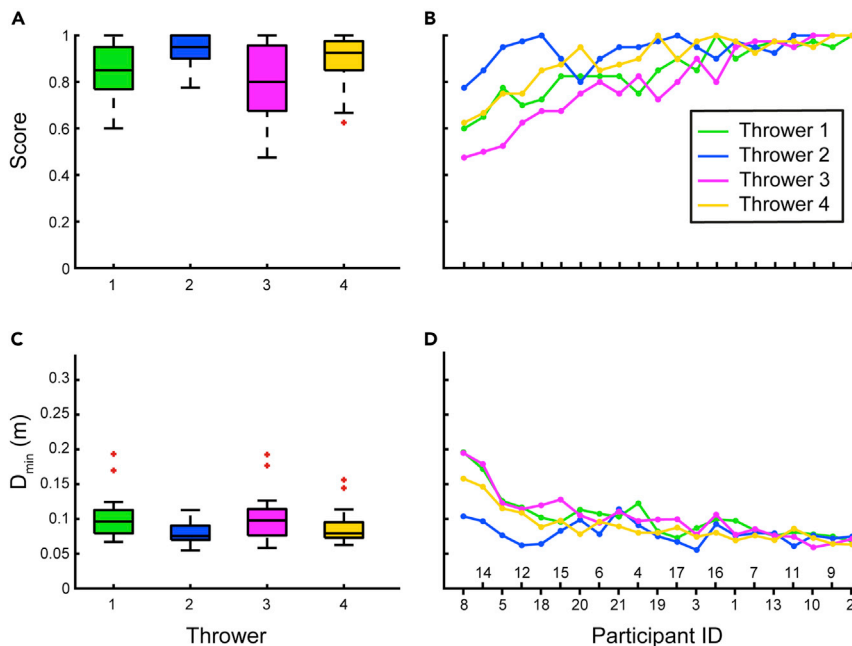 A
B
1
0.8
0.6
0.4
0.2
0
Score
1 2 3 4
Thrower 1
Thrower 2
Thrower 3
Thrower 4
C
D
0.3
0.25
0.2
0.15
0.1
0.05
0
Dmin (m)
1 2 3 4
Thrower
14 12 15 6 4 17 16 7 11 9
8 5 18 20 21 19 3 1 13 10 2
Participant ID